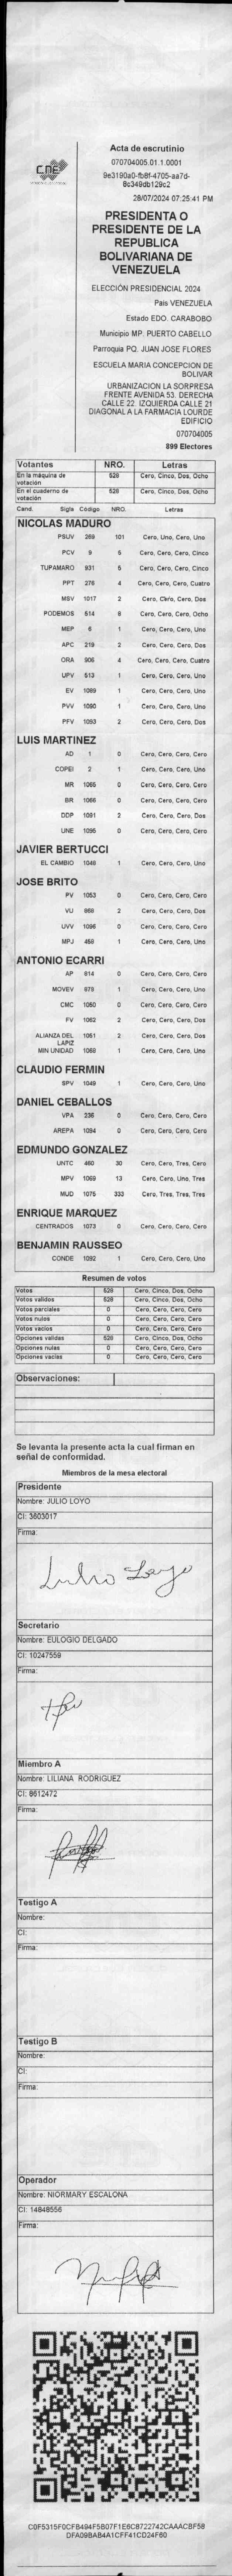 CNE
Acta de escrutinio
070704005.01.1.0001
9e3190a0-fb8f-4705-aa7d-
8c349db129c2
28/07/2024 07:25:41 PM
PRESIDENTA O
PRESIDENTE DE LA
REPUBLICA
BOLIVARIANA DE
VENEZUELA
ELECCIÓN PRESIDENCIAL 2024
País VENEZUELA
Estado EDO. CARABOBO
Municipio MP. PUERTO CABELLO
Parroquia PQ. JUAN JOSE FLORES
ESCUELA MARIA CONCEPCION DE
BOLIVAR
URBANIZACION LA SORPRESA
FRENTE AVENIDA 53. DERECHA
CALLE 22. IZQUIERDA CALLE 21
DIAGONAL A LA FARMACIA LOURDE
EDIFICIO
070704005
899 Electores
Votantes NRO. Letras
En la máquina de votación 528 Cero, Cinco, Dos, Ocho
En el cuaderno de votación 528 Cero, Cinco, Dos, Ocho
Cand. Sigla Código NRO. Letras
NICOLAS MADURO
PSUV 269 101 Cero, Uno, Cero, Uno
PCV 9 5 Cero, Cero, Cero, Cinco
TUPAMARO 931 5 Cero, Cero, Cero, Cinco
PPT 276 4 Cero, Cero, Cero, Cuatro
MSV 1017 2 Cero, Cero, Cero, Dos
PODEMOS 514 8 Cero, Cero, Cero, Ocho
MEP 6 1 Cero, Cero, Cero, Uno
APC 219 2 Cero, Cero, Cero, Dos
ORA 906 4 Cero, Cero, Cero, Cuatro
UPV 513 1 Cero, Cero, Cero, Uno
EV 1089 1 Cero, Cero, Cero, Uno
PVV 1090 1 Cero, Cero, Cero, Uno
PFV 1093 2 Cero, Cero, Cero, Dos
LUIS MARTINEZ
AD 1 0 Cero, Cero, Cero, Cero
COPEI 2 1 Cero, Cero, Cero, Uno
MR 1065 0 Cero, Cero, Cero, Cero
BR 1066 0 Cero, Cero, Cero, Cero
DDP 1091 2 Cero, Cero, Cero, Dos
UNE 1095 0 Cero, Cero, Cero, Cero
JAVIER BERTUCCI
EL CAMBIO 1048 1 Cero, Cero, Cero, Uno
JOSE BRITO
PV 1053 0 Cero, Cero, Cero, Cero
VU 868 2 Cero, Cero, Cero, Dos
UVV 1096 0 Cero, Cero, Cero, Cero
MPJ 458 1 Cero, Cero, Cero, Uno
ANTONIO ECARRI
AP 814 0 Cero, Cero, Cero, Cero
MOVEV 879 1 Cero, Cero, Cero, Uno
CMC 1050 0 Cero, Cero, Cero, Cero
FV 1062 2 Cero, Cero, Cero, Dos
ALIANZA DEL LAPIZ 1051 2 Cero, Cero, Cero, Dos
MIN UNIDAD 1068 1 Cero, Cero, Cero, Uno
CLAUDIO FERMIN
SPV 1049 1 Cero, Cero, Cero, Uno
DANIEL CEBALLOS
VPA 236 0 Cero, Cero, Cero, Cero
AREPA 1094 0 Cero, Cero, Cero, Cero
EDMUNDO GONZALEZ
UNTC 460 30 Cero, Cero, Tres, Cero
MPV 1069 13 Cero, Cero, Uno, Tres
MUD 1075 333 Cero, Tres, Tres, Tres
ENRIQUE MARQUEZ
CENTRADOS 1073 0 Cero, Cero, Cero, Cero
BENJAMIN RAUSSEO
CONDE 1092 1 Cero, Cero, Cero, Uno
Resumen de votos
Votos 528 Cero, Cinco, Dos, Ocho
Votos validos 528 Cero, Cinco, Dos, Ocho
Votos parciales 0 Cero, Cero, Cero, Cero
Votos nulos 0 Cero, Cero, Cero, Cero
Votos vacios 0 Cero, Cero, Cero, Cero
Opciones validas 528 Cero, Cinco, Dos, Ocho
Opciones nulas 0 Cero, Cero, Cero, Cero
Opciones vacias 0 Cero, Cero, Cero, Cero
Observaciones:
Se levanta la presente acta la cual firman en
señal de conformidad.
Miembros de la mesa electoral
Presidente
Nombre: JULIO LOYO
CI: 3603017
Firma:
Julio Loyo
Secretario
Nombre: EULOGIO DELGADO
CI: 10247559
Firma:
Miembro A
Nombre: LILIANA RODRIGUEZ
CI: 8612472
Firma:
Testigo A
Nombre:
CI:
Firma:
Testigo B
Nombre:
CI:
Firma:
Operador
Nombre: NIORMARY ESCALONA
CI: 14848556
Firma:
C0F5315F0CFB494F5B07F1E6C8722742CAAACBF58
DFA09BAB4A1CFF41CD24F60